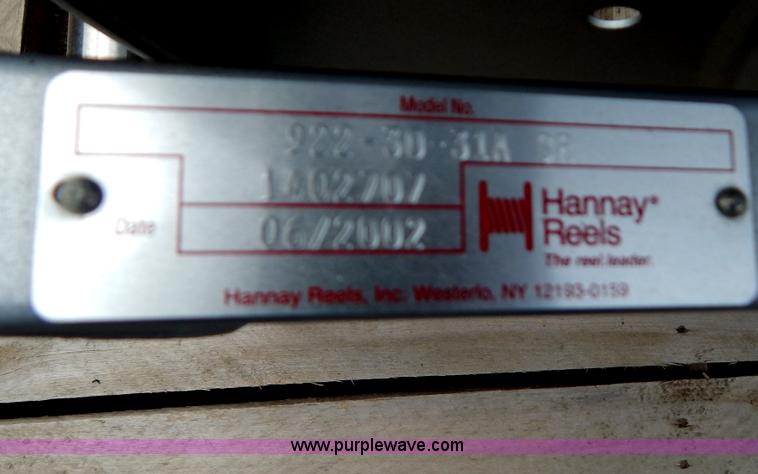 Model No.
922-30-31A
1402707
Date 06/2002
Hannay®
Reels
The reel leader.
Hannay Reels, Inc. Westerlo, NY 12193-0159
www.purplewave.com